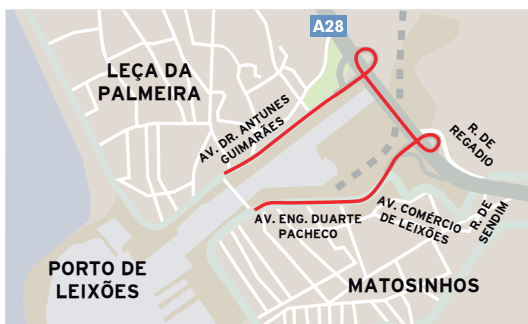 A28
LEÇA DA
PALMEIRA
AV. DR. ANTUNES
GUIMARÃES
R. DE
REGADIO
AV. COMÉRCIO
DE LEIXÕES
R. DE
SENDIM
AV. ENG. DUARTE
PACHECO
PORTO DE
LEIXÕES
MATOSINHOS